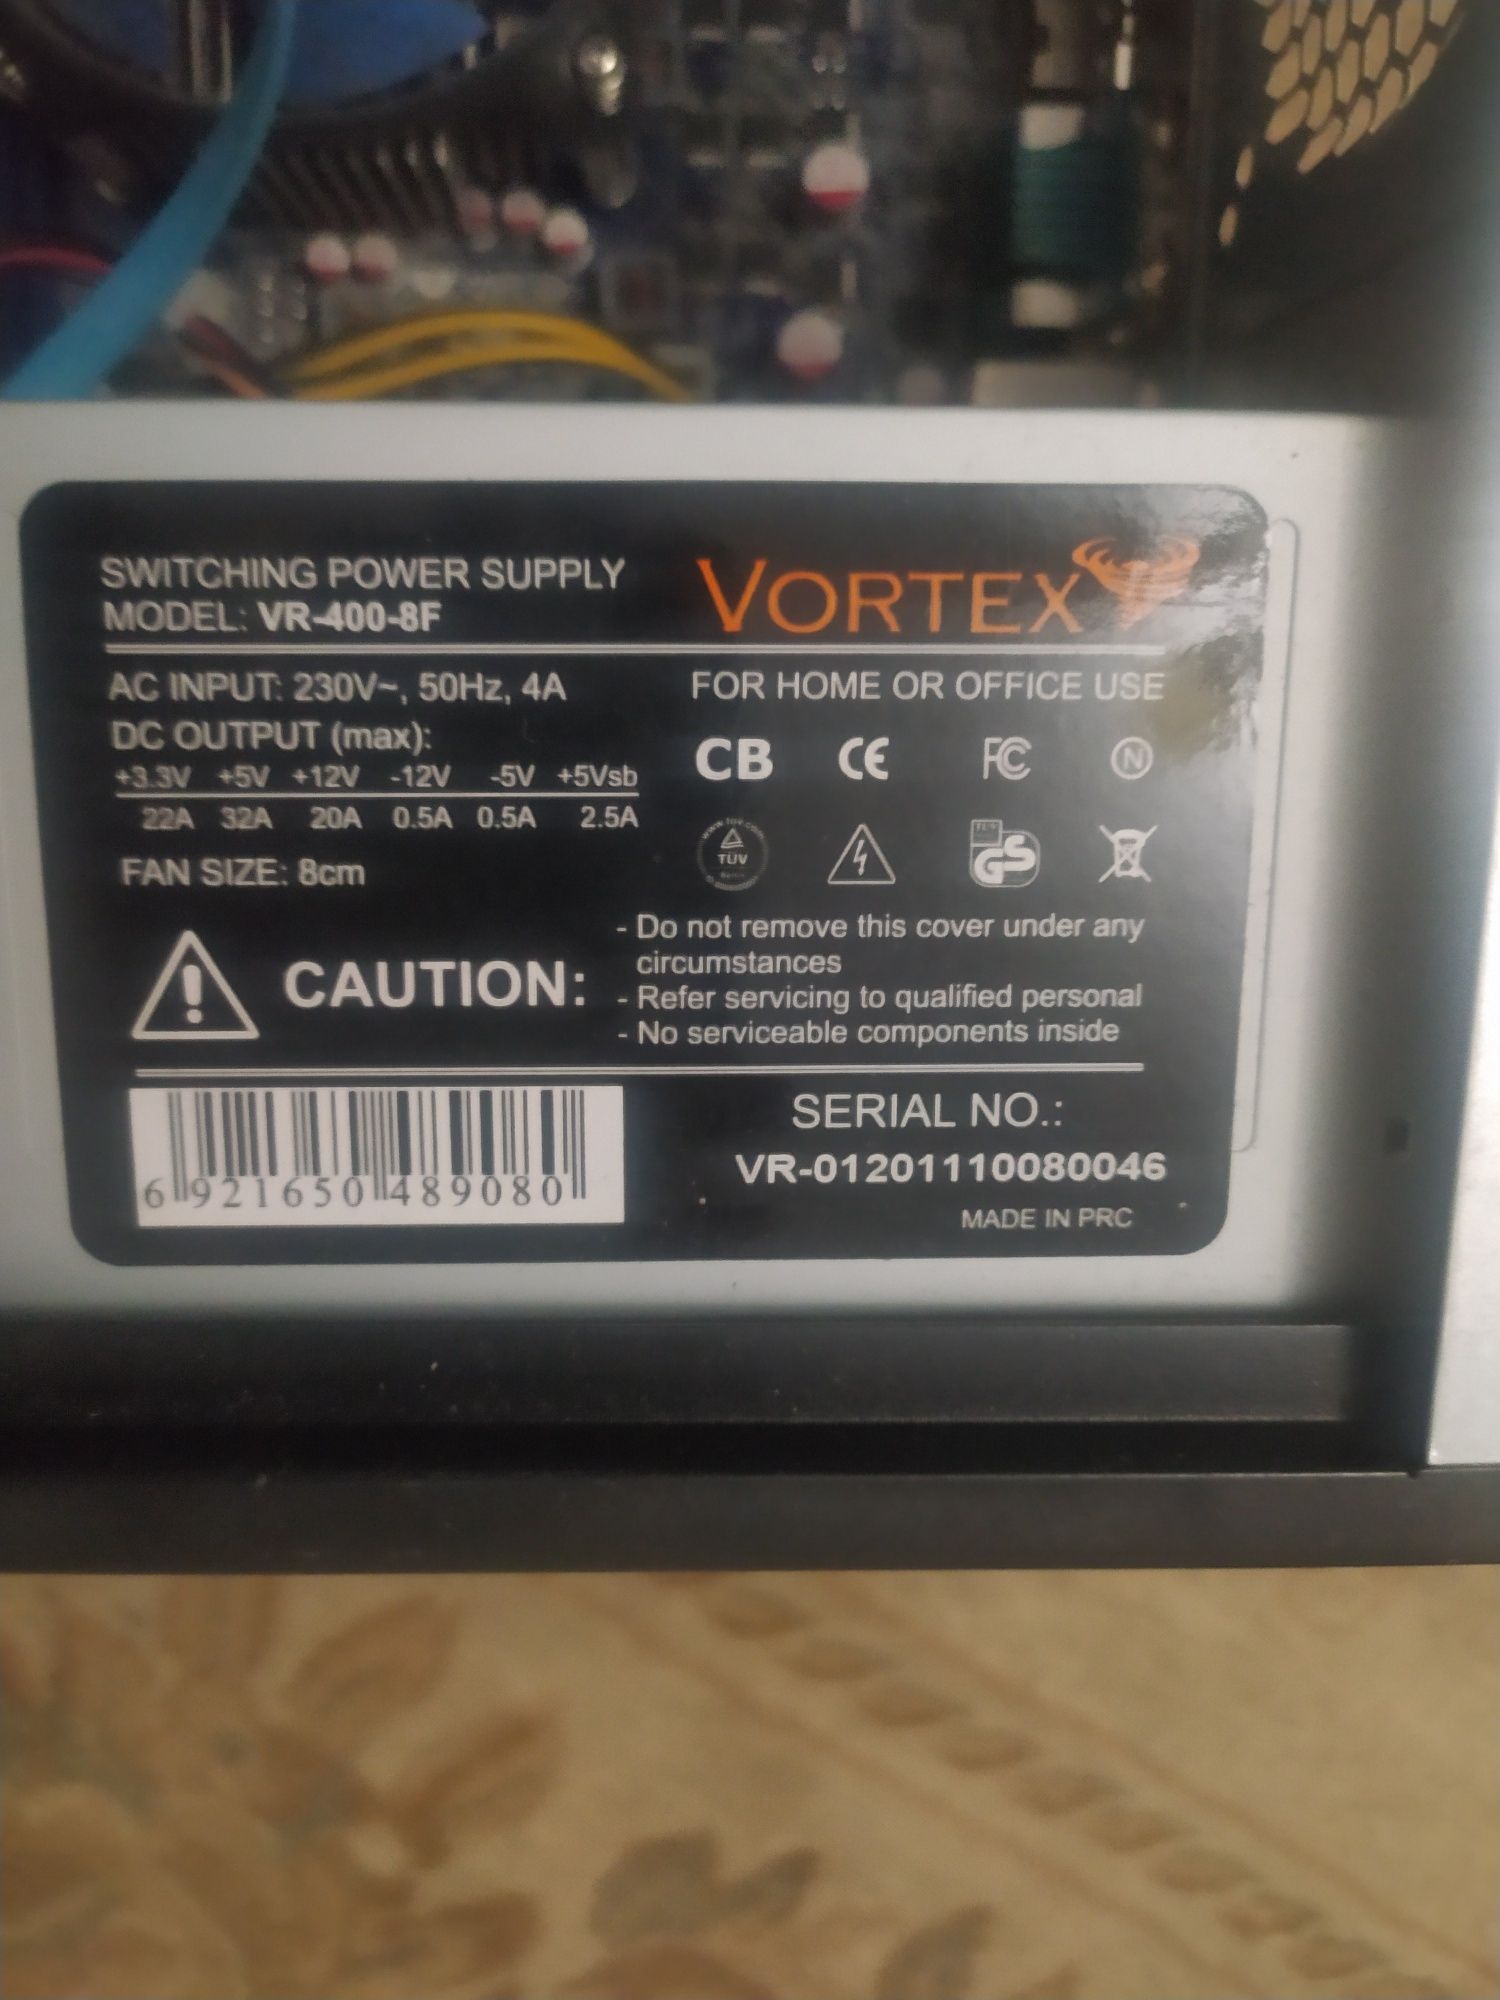 SWITCHING POWER SUPPLY
MODEL: VR-400-8F
VORTEX
AC INPUT: 230V~, 50Hz, 4A
FOR HOME OR OFFICE USE
DC OUTPUT (max):
+3.3V +5V +12V -12V -5V +5Vsb
22A 32A 20A 0.5A 0.5A 2.5A
FAN SIZE: 8cm
CB CE FC N
www.tuv.com
TÜV
GS
CAUTION:
- Do not remove this cover under any
circumstances
- Refer servicing to qualified personal
- No serviceable components inside
6 921650 489080
SERIAL NO.:
VR-01201110080046
MADE IN PRC